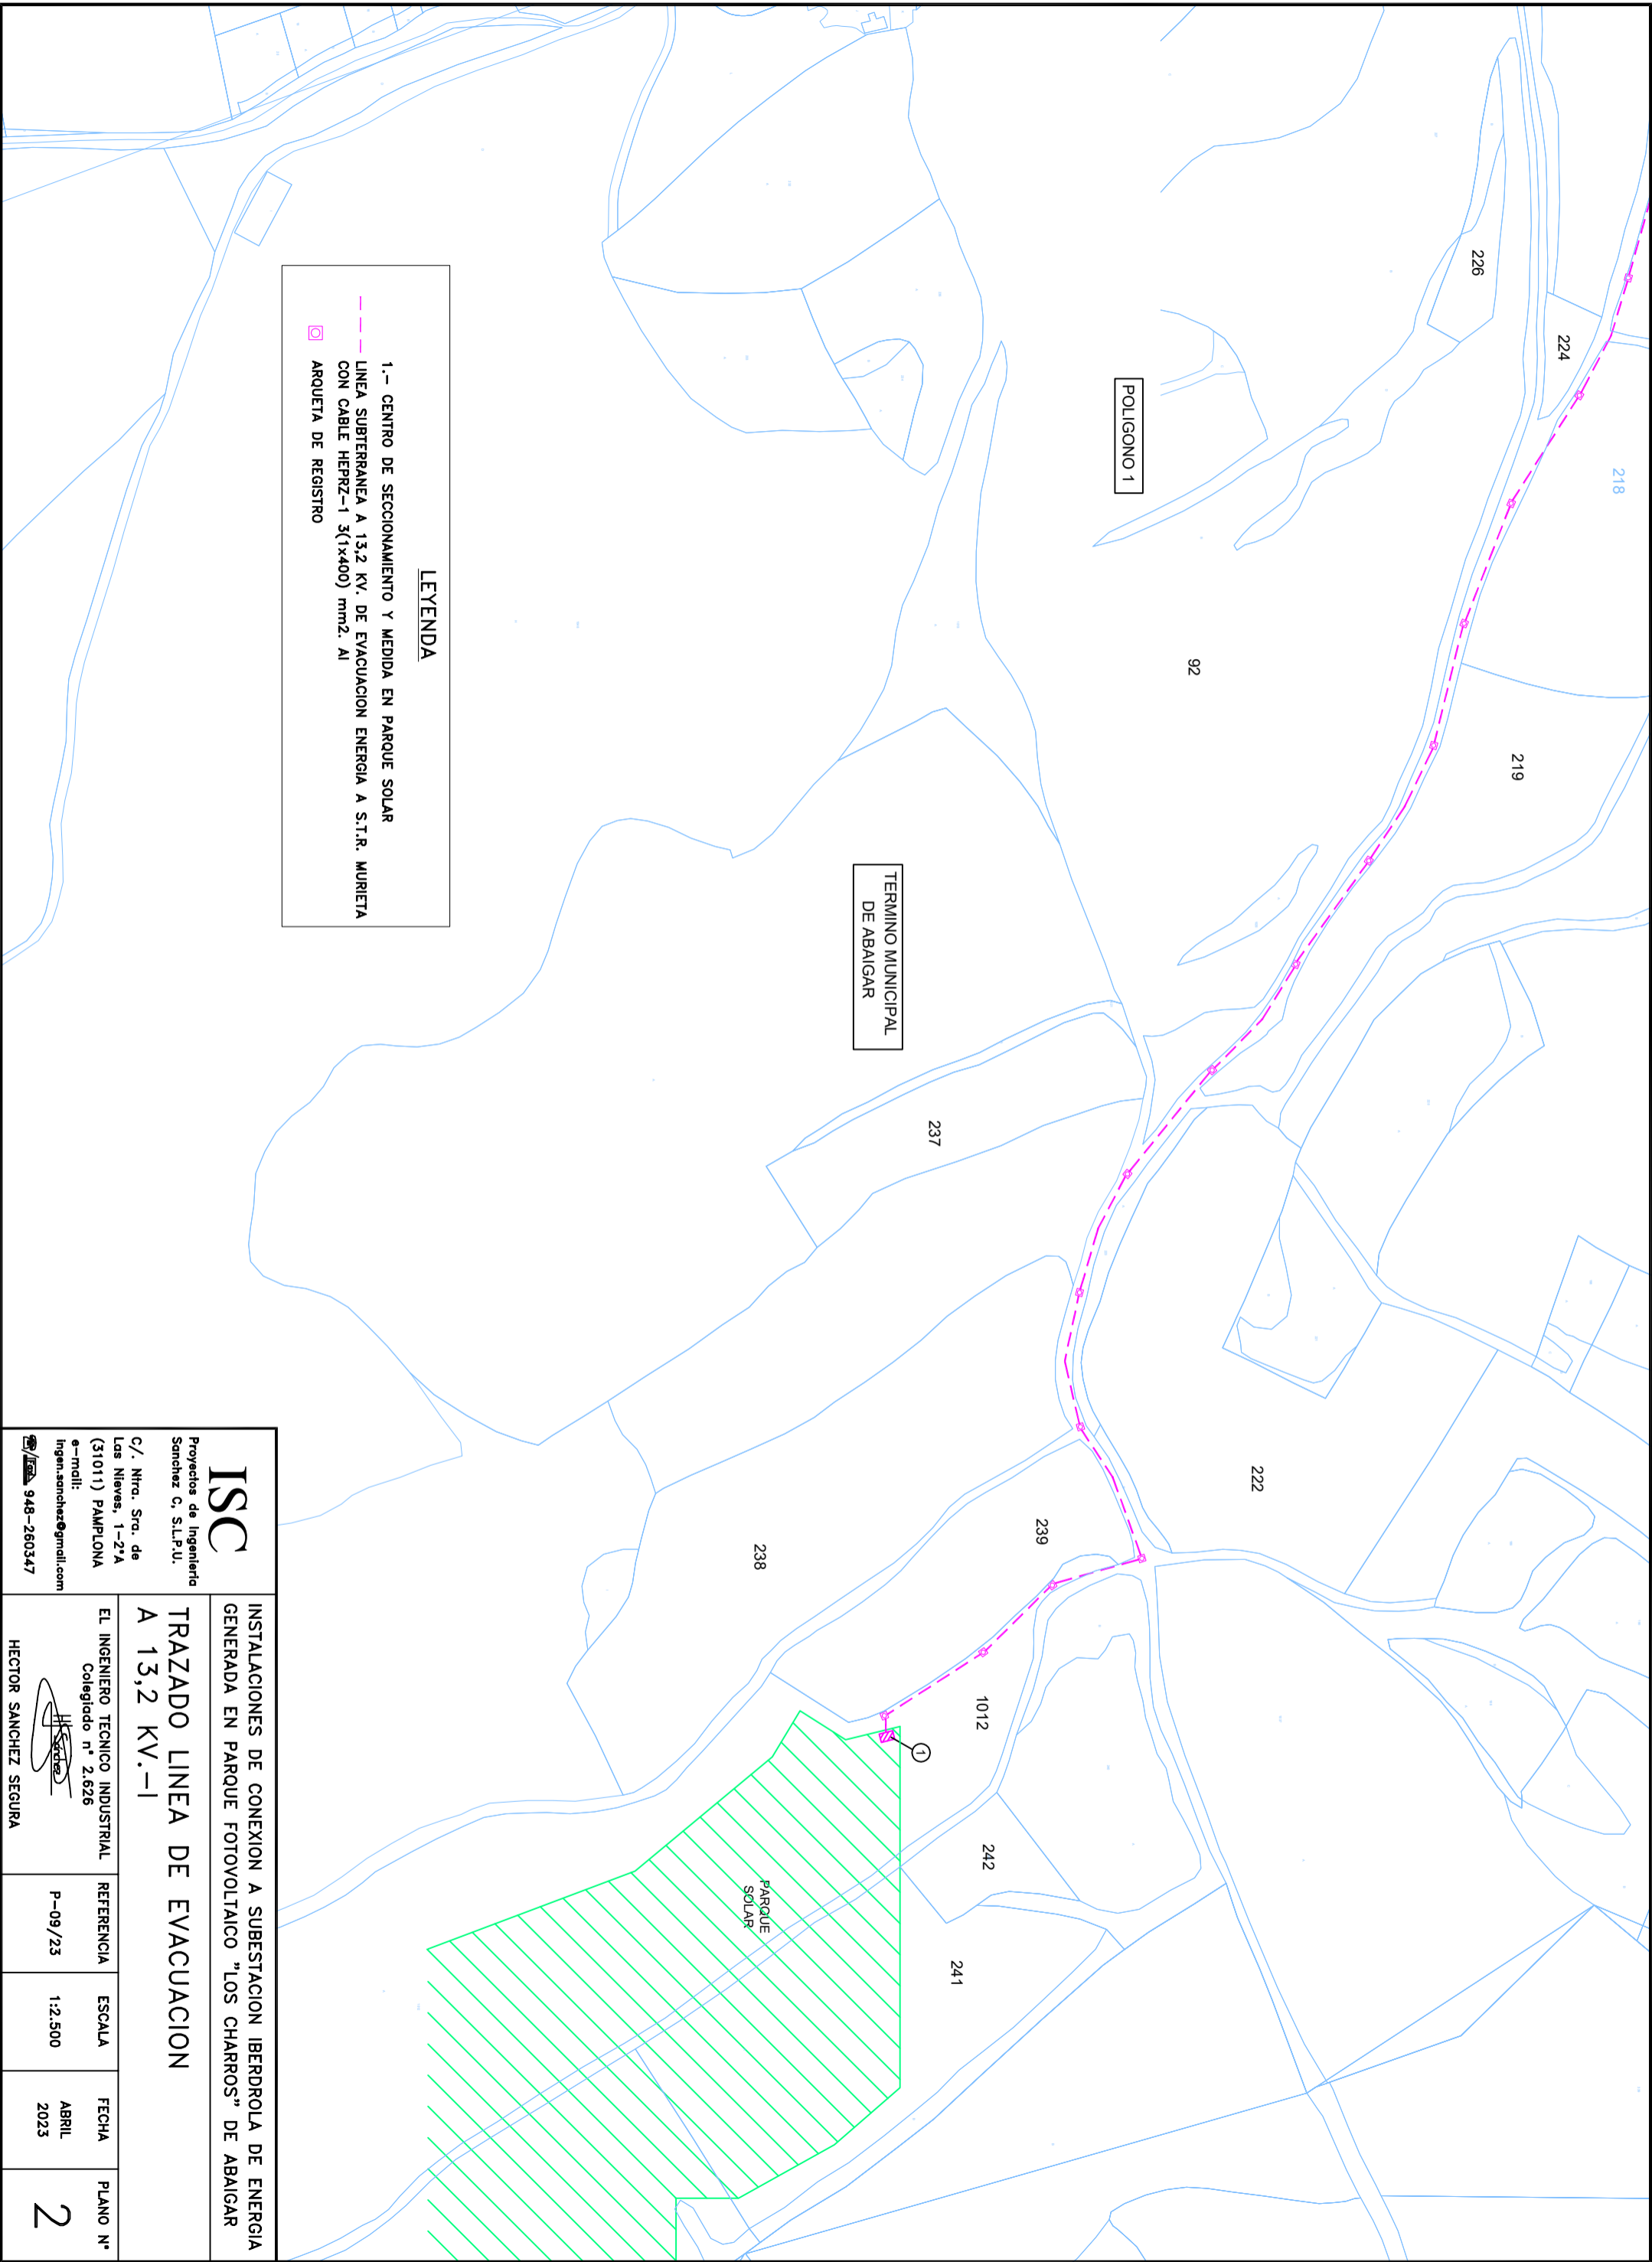 218
224
226
219
POLIGONO 1
92
TERMINO MUNICIPAL
DE ABAIGAR
237
222
239
238
1012
1
242
241
PARQUE
SOLAR
LEYENDA
1.- CENTRO DE SECCIONAMIENTO Y MEDIDA EN PARQUE SOLAR
LINEA SUBTERRANEA A 13,2 KV. DE EVACUACION ENERGIA A S.T.R. MURIETA
CON CABLE HEPRZ-1 3(1x400) mm2. Al
ARQUETA DE REGISTRO
ISC
Proyectos de Ingeniería
Sanchez C, S.L.P.U.
C/. Ntra. Sra. de
Las Nieves, 1-2ºA
(31011) PAMPLONA
e-mail:
ingen.sanchez@gmail.com
948-260347
INSTALACIONES DE CONEXION A SUBESTACION IBERDROLA DE ENERGIA
GENERADA EN PARQUE FOTOVOLTAICO "LOS CHARROS" DE ABAIGAR
TRAZADO LINEA DE EVACUACION
A 13,2 KV.-I
EL INGENIERO TECNICO INDUSTRIAL
Colegiado nº 2.626
HECTOR SANCHEZ SEGURA
REFERENCIA
P-09/23
ESCALA
1:2.500
FECHA
ABRIL
2023
PLANO Nº
2